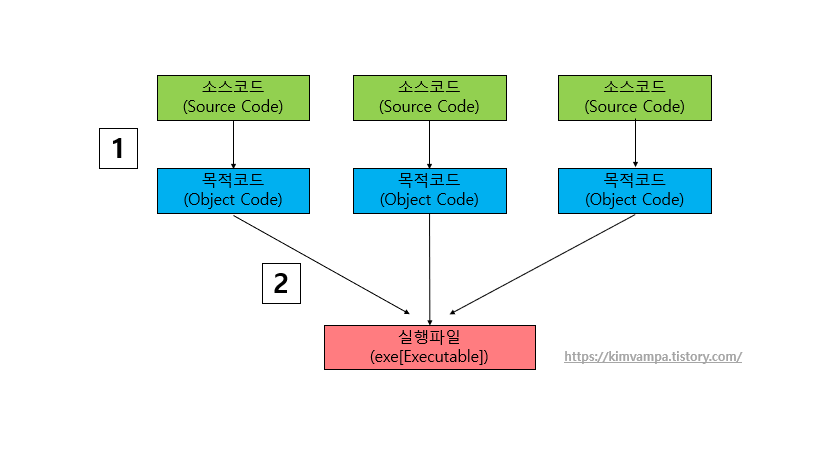 소스코드
(Source Code)
소스코드
(Source Code)
소스코드
(Source Code)
1
목적코드
(Object Code)
목적코드
(Object Code)
목적코드
(Object Code)
2
실행파일
(exe[Executable])
https://kimvampa.tistory.com/